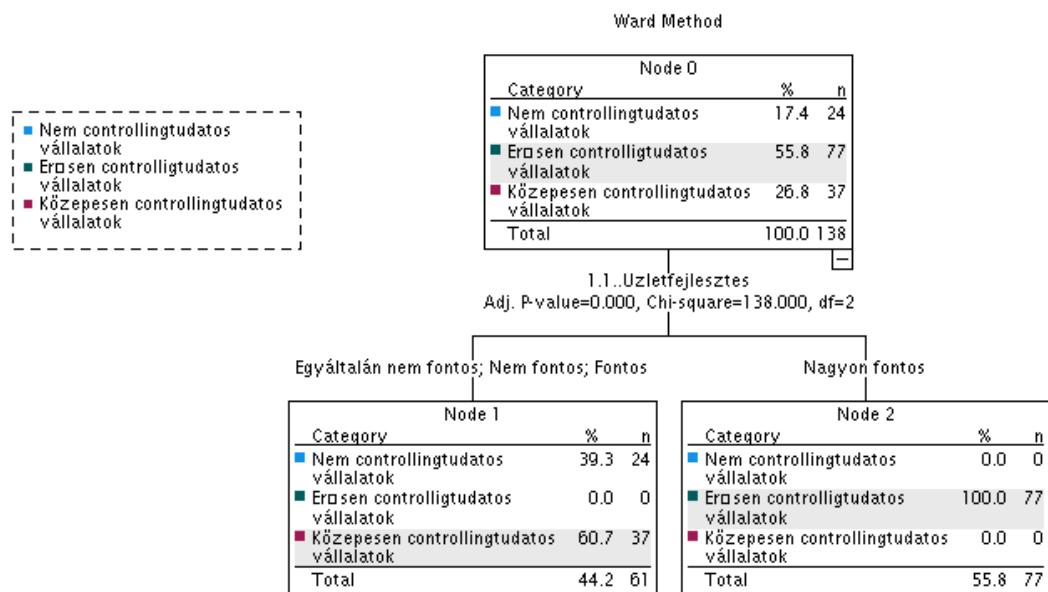 Ward Method
Nem controllingtudatos
vállalatok
Er□sen controlligtudatos
vállalatok
Közepesen controllingtudatos
vállalatok
Node 0
Category % n
Nem controllingtudatos 17.4 24
vállalatok
Er□sen controlligtudatos 55.8 77
vállalatok
Közepesen controllingtudatos 26.8 37
vállalatok
Total 100.0 138
1.1..Uzletfejlesztes
Adj. P-value=0.000, Chi-square=138.000, df=2
Egyáltalán nem fontos; Nem fontos; Fontos
Nagyon fontos
Node 1
Category % n
Nem controllingtudatos 39.3 24
vállalatok
Er□sen controlligtudatos 0.0 0
vállalatok
Közepesen controllingtudatos 60.7 37
vállalatok
Total 44.2 61
Node 2
Category % n
Nem controllingtudatos 0.0 0
vállalatok
Er□sen controlligtudatos 100.0 77
vállalatok
Közepesen controllingtudatos 0.0 0
vállalatok
Total 55.8 77